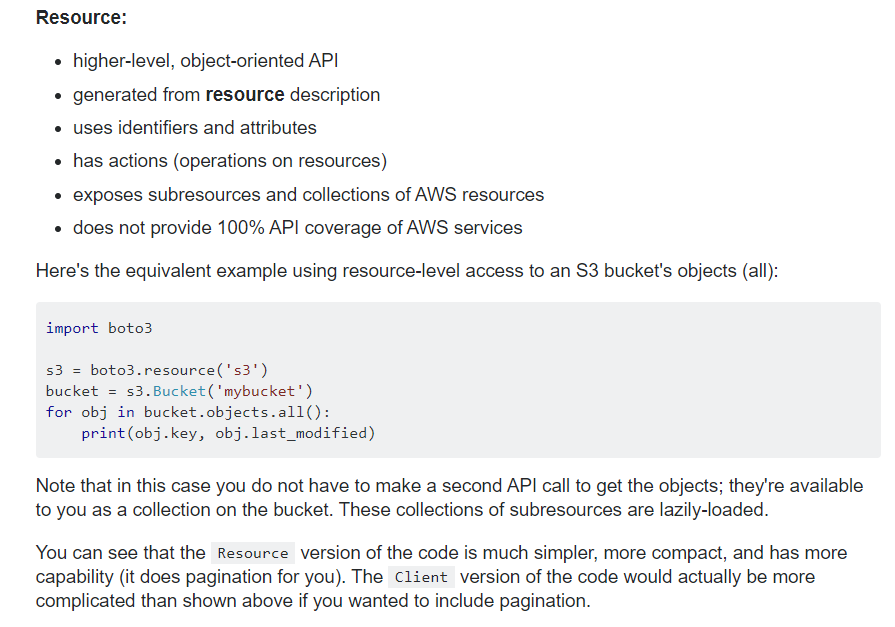 Resource:
• higher-level, object-oriented API
• generated from resource description
• uses identifiers and attributes
• has actions (operations on resources)
• exposes subresources and collections of AWS resources
• does not provide 100% API coverage of AWS services
Here's the equivalent example using resource-level access to an S3 bucket's objects (all):
import boto3
s3 = boto3.resource('s3')
bucket = s3.Bucket('mybucket')
for obj in bucket.objects.all():
    print(obj.key, obj.last_modified)
Note that in this case you do not have to make a second API call to get the objects; they're available
to you as a collection on the bucket. These collections of subresources are lazily-loaded.
You can see that the Resource version of the code is much simpler, more compact, and has more
capability (it does pagination for you). The Client version of the code would actually be more
complicated than shown above if you wanted to include pagination.